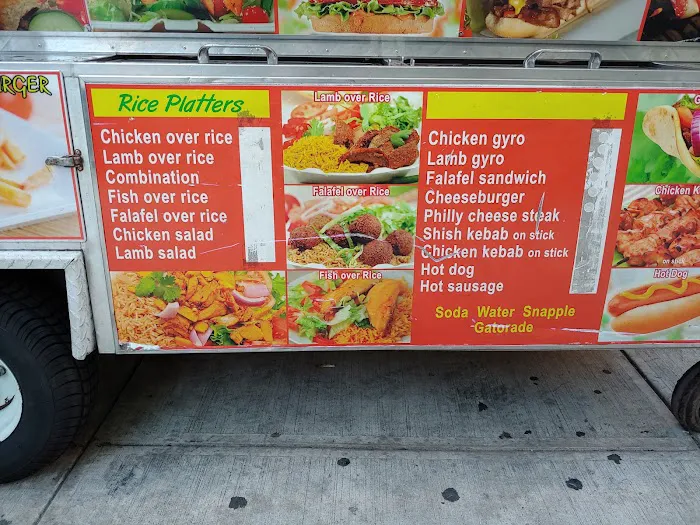 RGER
Rice Platters
Chicken over rice
Lamb over rice
Combination
Fish over rice
Falafel over rice
Chicken salad
Lamb salad
Lamb over Rice
Falafel over Rice
Fish over Rice
Chicken gyro
Lamb gyro
Falafel sandwich
Cheeseburger
Philly cheese steak
Shish kebab on stick
Chicken kebab on stick
Hot dog
Hot sausage
Soda Water Snapple
Gatorade
Chicken K
on stick
Hot Dog